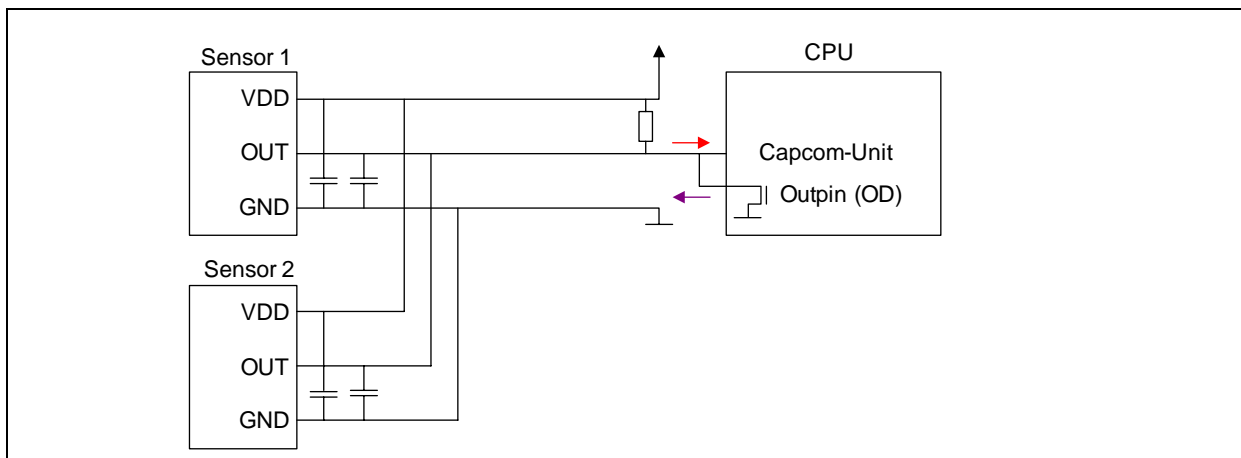 Sensor 1
VDD
OUT
GND
CPU
Capcom-Unit
Outpin (OD)
Sensor 2
VDD
OUT
GND